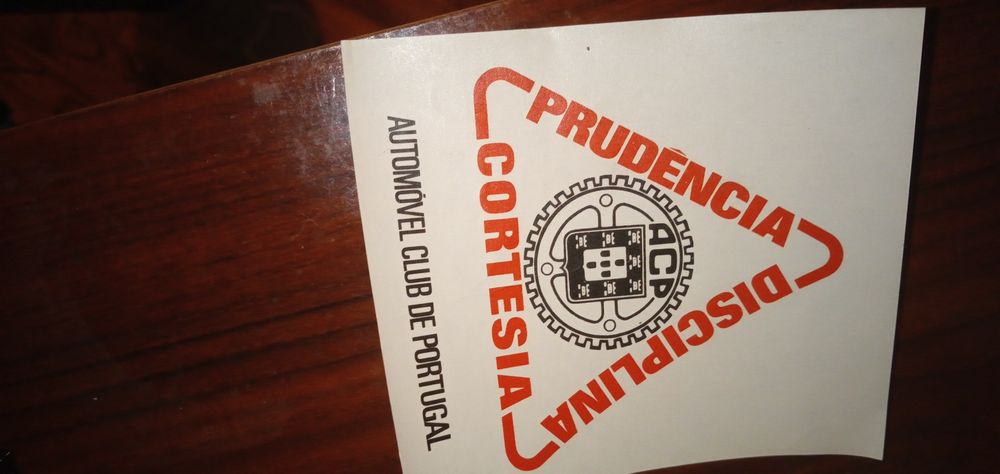 PRUDÊNCIA
DISCIPLINA
ACP
CORTESIA
AUTOMÓVEL CLUB DE PORTUGAL